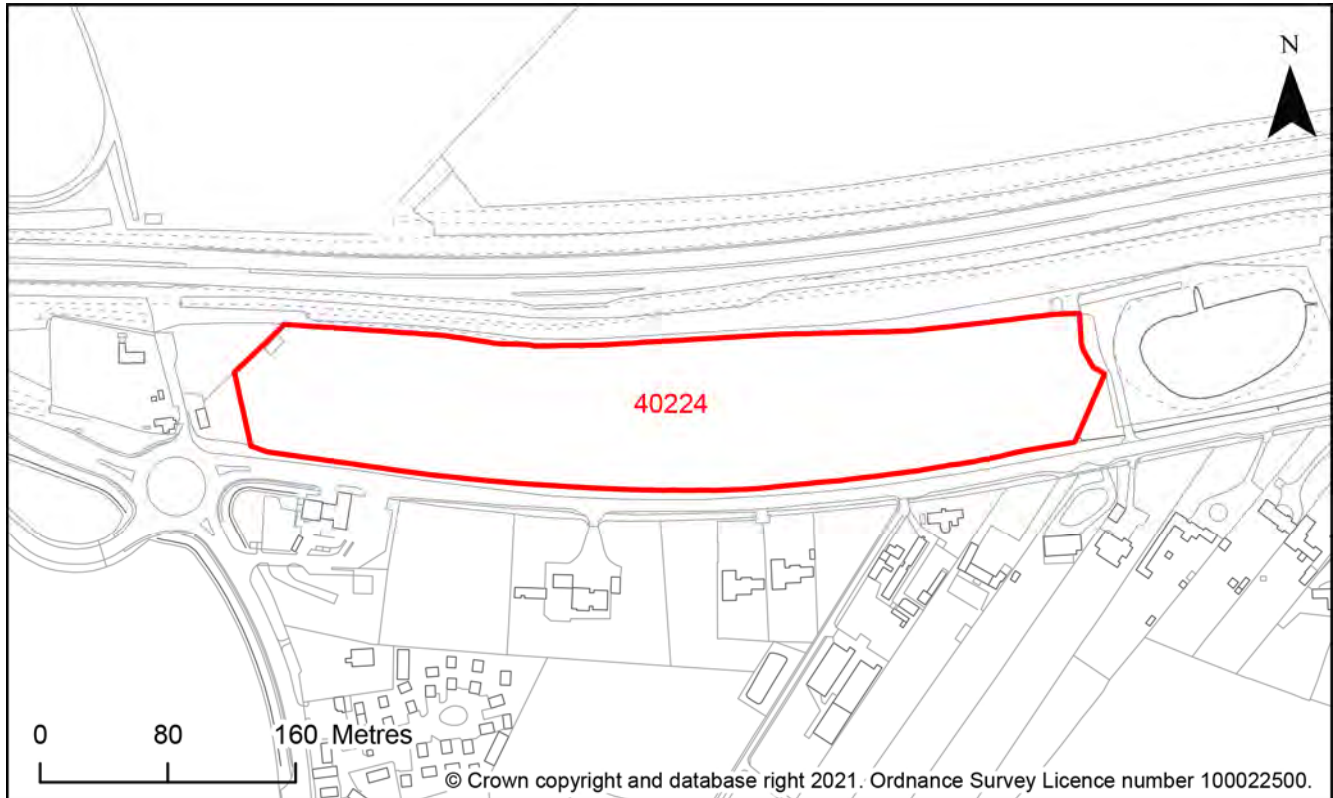 N
40224
0 80 160 Metres
© Crown copyright and database right 2021. Ordnance Survey Licence number 100022500.